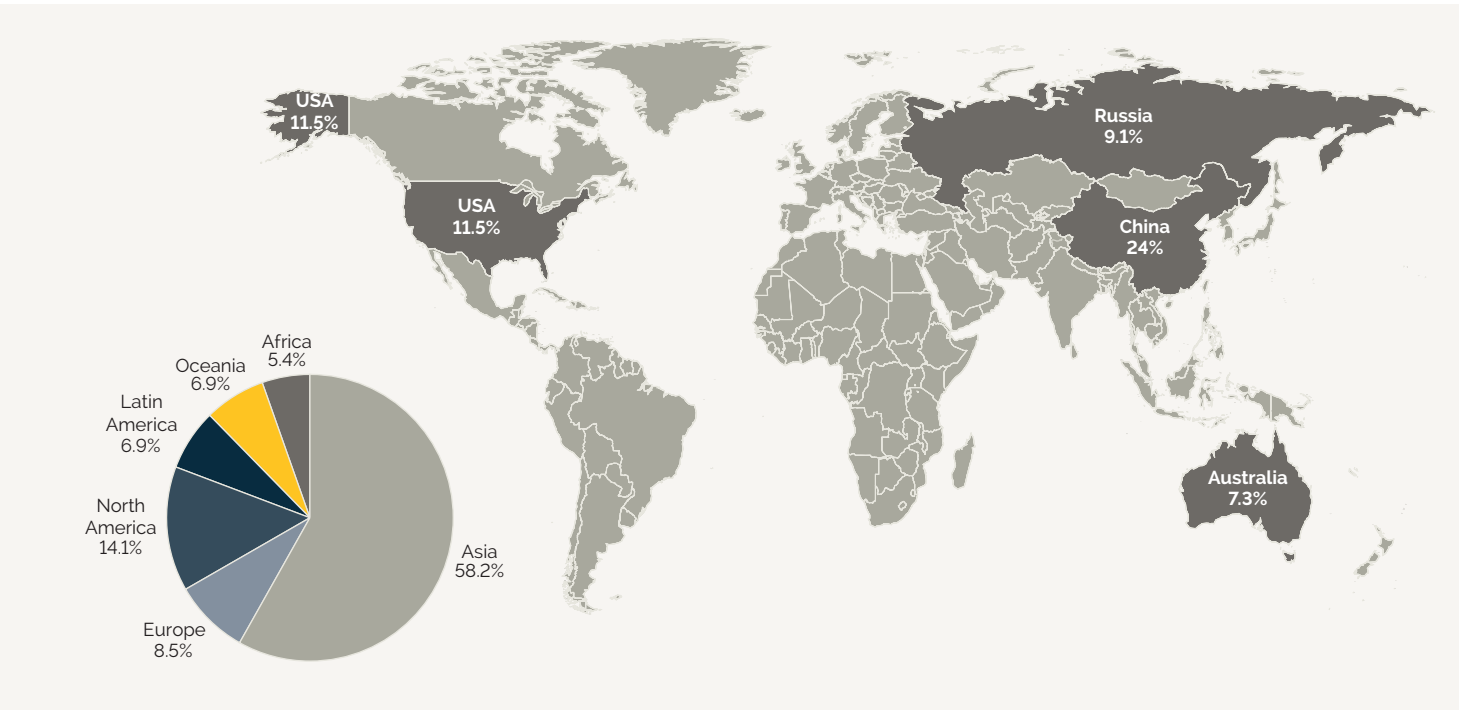 USA
11.5%
Russia
9.1%
USA
11.5%
China
24%
Africa
5.4%
Oceania
6.9%
Latin
America
6.9%
Australia
7.3%
North
America
14.1%
Asia
58.2%
Europe
8.5%